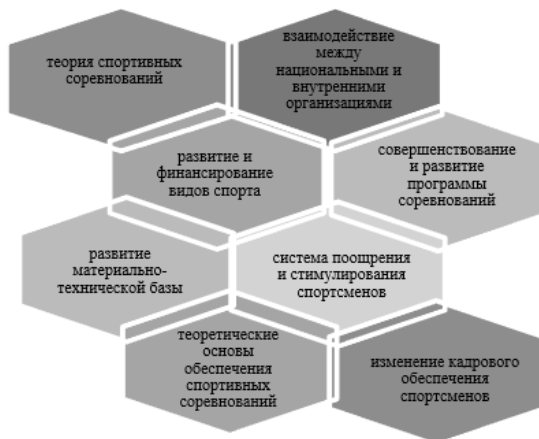 теория спортивных
соревнований
взаимодействие
между
национальными и
внутренними
организациями
развитие и
финансирование
видов спорта
совершенствование
и развитие
программы
соревнований
развитие
материально-
технической базы
система поощрения
и стимулирования
спортсменов
теоретические
основы
обеспечения
спортивных
соревнований
изменение кадрового
обеспечения
спортсменов